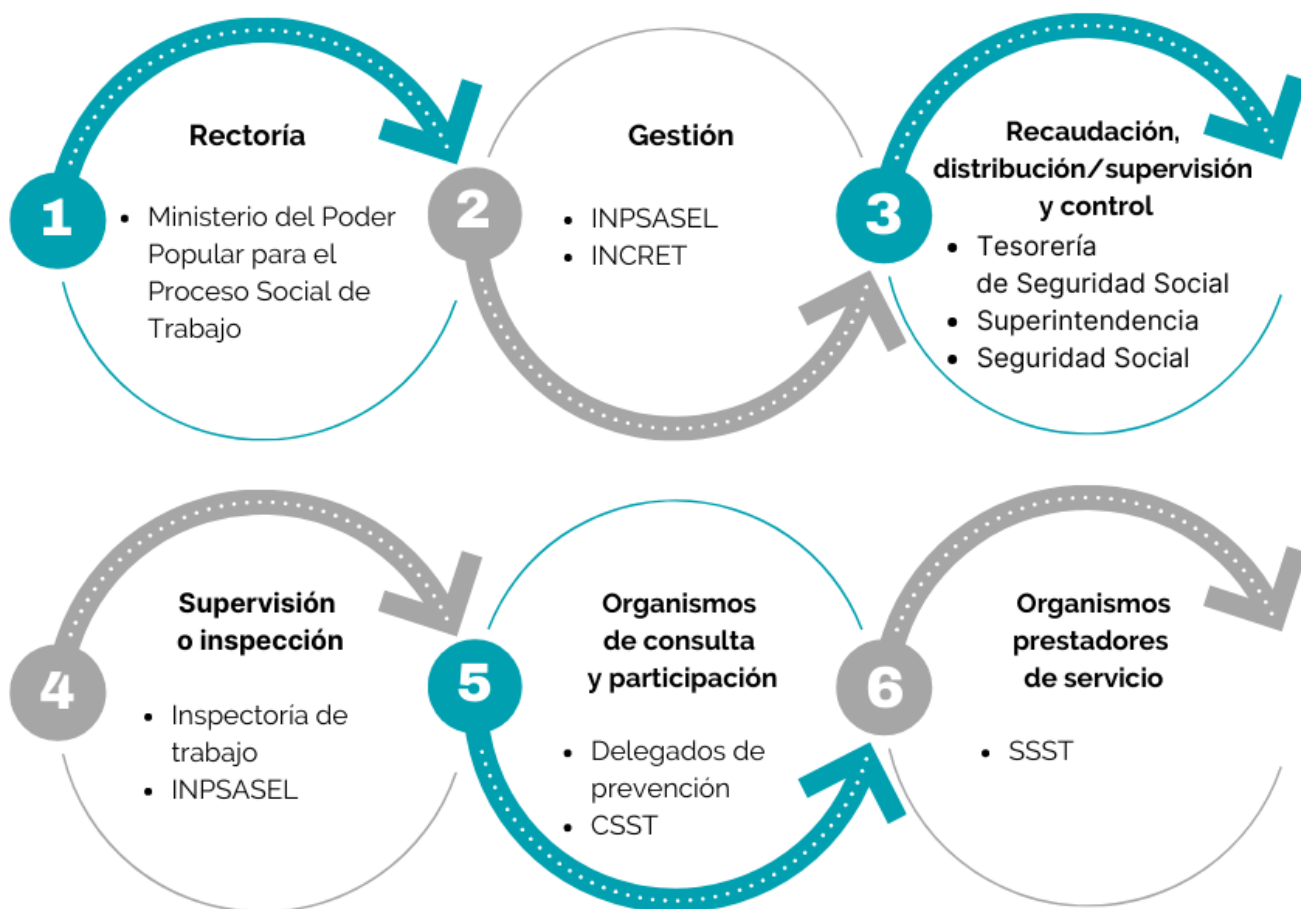 1
Rectoría
• Ministerio del Poder
Popular para el
Proceso Social de
Trabajo
2
Gestión
• INPSASEL
• INCRET
3
Recaudación,
distribución/supervisión
y control
• Tesorería
de Seguridad Social
• Superintendencia
• Seguridad Social
4
Supervisión
o inspección
• Inspectoría de
trabajo
• INPSASEL
5
Organismos
de consulta
y participación
• Delegados de
prevención
• CSST
6
Organismos
prestadores
de servicio
• SSST